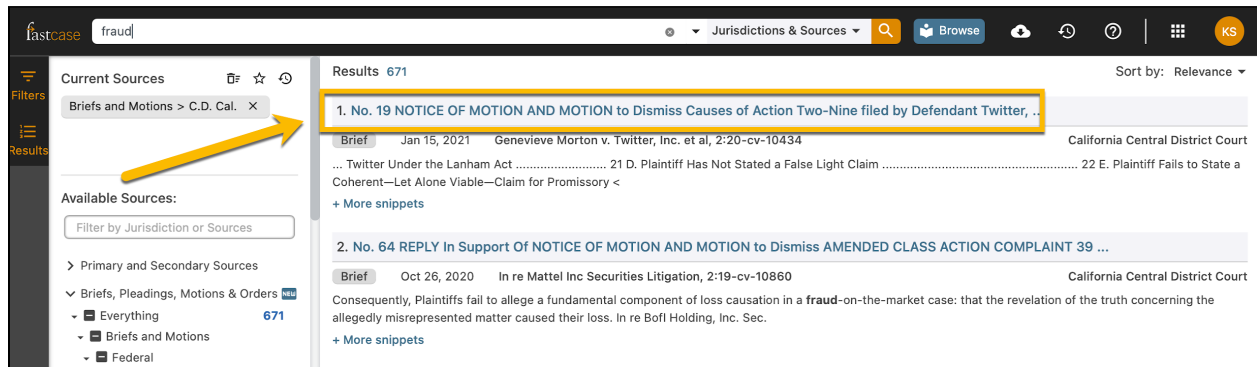 fastcase
fraud
Jurisdictions & Sources
Browse
KS
Filters
Results
Current Sources
Briefs and Motions > C.D. Cal. ×
Available Sources:
Filter by Jurisdiction or Sources
Primary and Secondary Sources
Briefs, Pleadings, Motions & Orders NEW
Everything 671
Briefs and Motions
Federal
Results 671
Sort by: Relevance
1. No. 19 NOTICE OF MOTION AND MOTION to Dismiss Causes of Action Two-Nine filed by Defendant Twitter, ...
Brief Jan 15, 2021 Genevieve Morton v. Twitter, Inc. et al, 2:20-cv-10434 California Central District Court
... Twitter Under the Lanham Act .......................... 21 D. Plaintiff Has Not Stated a False Light Claim ......................................................... 22 E. Plaintiff Fails to State a
Coherent—Let Alone Viable—Claim for Promissory <
+ More snippets
2. No. 64 REPLY In Support Of NOTICE OF MOTION AND MOTION to Dismiss AMENDED CLASS ACTION COMPLAINT 39 ...
Brief Oct 26, 2020 In re Mattel Inc Securities Litigation, 2:19-cv-10860 California Central District Court
Consequently, Plaintiffs fail to allege a fundamental component of loss causation in a fraud-on-the-market case: that the revelation of the truth concerning the
allegedly misrepresented matter caused their loss. In re BofI Holding, Inc. Sec.
+ More snippets